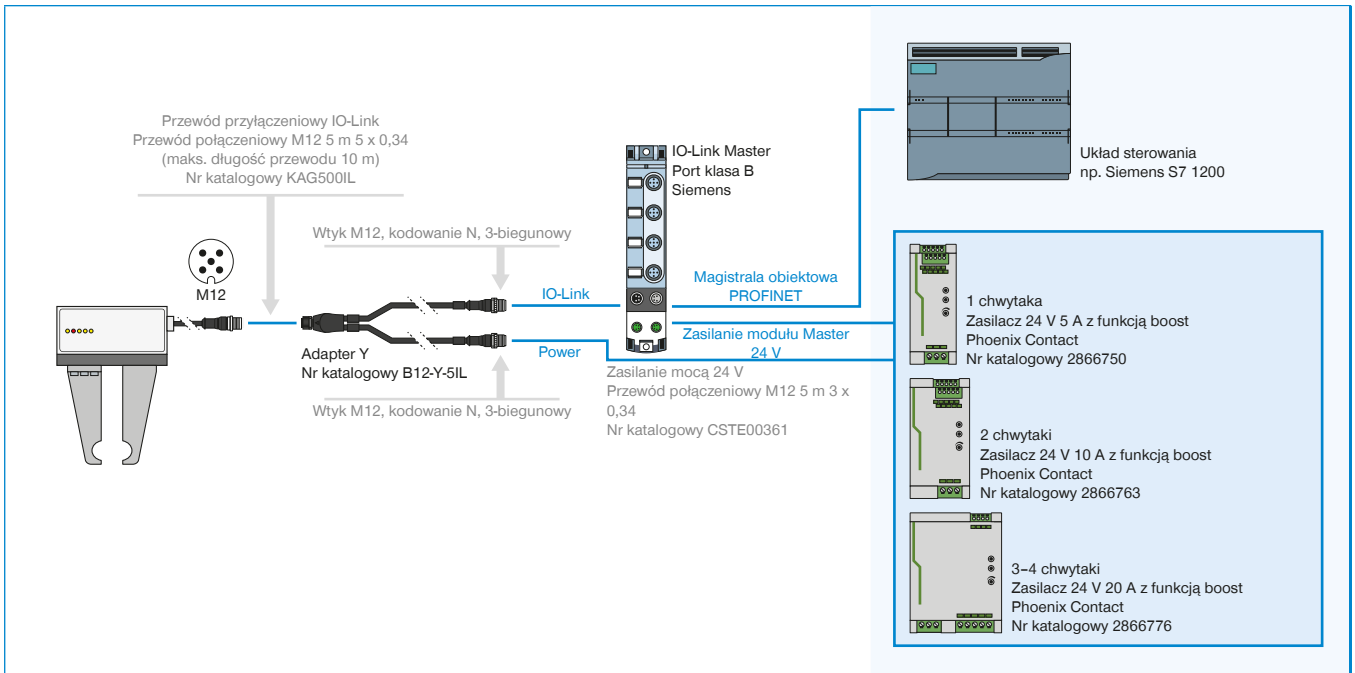 Przewód przyłączeniowy IO-Link
Przewód połączeniowy M12 5 m 5 x 0,34
(maks. długość przewodu 10 m)
Nr katalogowy KAG500IL
M12
Wtyk M12, kodowanie N, 3-biegunowy
IO-Link
Adapter Y
Nr katalogowy B12-Y-5IL
Power
Wtyk M12, kodowanie N, 3-biegunowy
IO-Link Master
Port klasa B
Siemens
Magistrala obiektowa
PROFINET
Zasilanie modułu Master
24 V
Zasilanie mocą 24 V
Przewód połączeniowy M12 5 m 3 x
0,34
Nr katalogowy CSTE00361
Układ sterowania
np. Siemens S7 1200
1 chwytaka
Zasilacz 24 V 5 A z funkcją boost
Phoenix Contact
Nr katalogowy 2866750
2 chwytaki
Zasilacz 24 V 10 A z funkcją boost
Phoenix Contact
Nr katalogowy 2866763
3–4 chwytaki
Zasilacz 24 V 20 A z funkcją boost
Phoenix Contact
Nr katalogowy 2866776